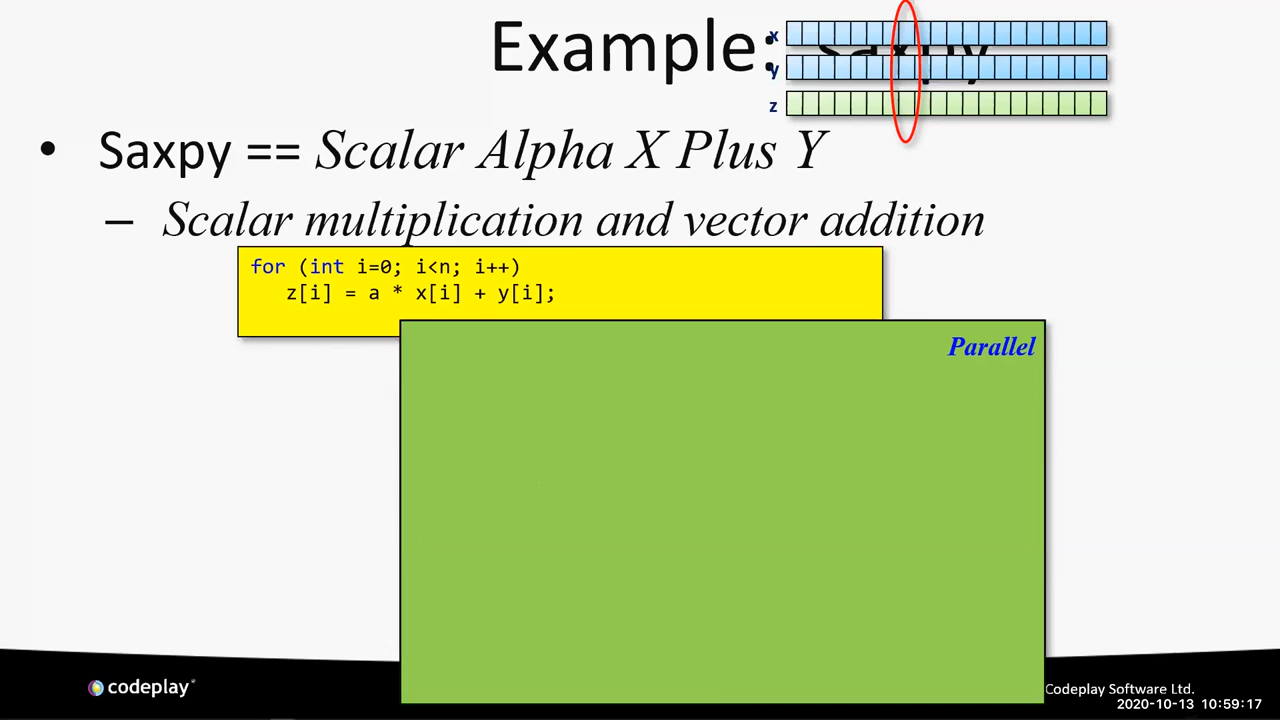 Example: saxpy
x
y
z
• Saxpy == Scalar Alpha X Plus Y
– Scalar multiplication and vector addition
for (int i=0; i<n; i++)
z[i] = a * x[i] + y[i];
Parallel
codeplay®
Codeplay Software Ltd.
2020-10-13 10:59:17